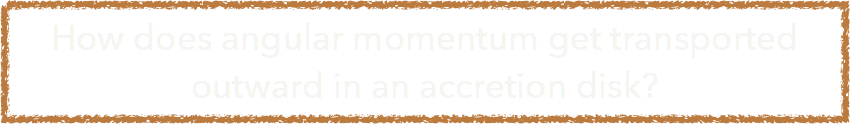 How does angular momentum get transported
outward in an accretion disk?